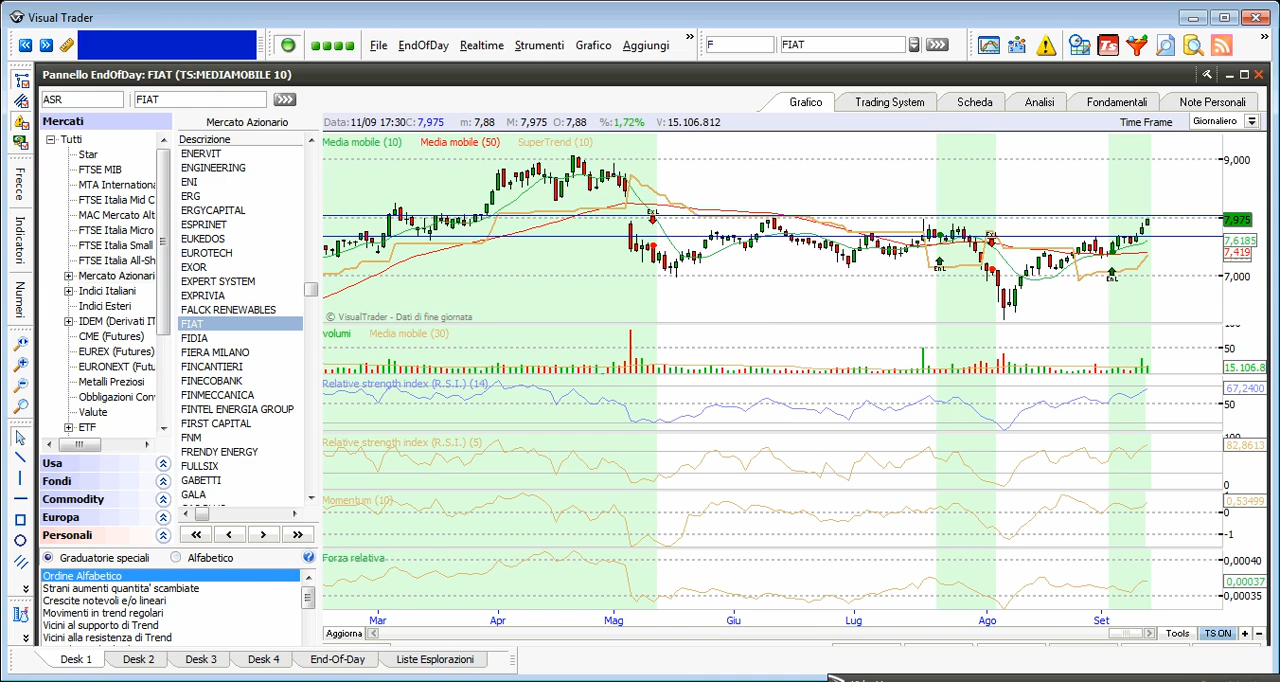 Visual Trader
File EndOfDay Realtime Strumenti Grafico Aggiungi » F FIAT »
Pannello EndOfDay: FIAT (TS:MEDIAMOBILE 10)
ASR FIAT
Grafico Trading System Scheda Analisi Fondamentali Note Personali
Mercati
Tutti
Star
FTSE MIB
MTA Internationa
FTSE Italia Mid C
MAC Mercato Alt
FTSE Italia Micro
FTSE Italia Small
FTSE Italia All-Sh
Mercato Azionari
Indici Italiani
Indici Esteri
IDEM (Derivati IT
CME (Futures)
EUREX (Futures)
EURONEXT (Futu
Metalli Preziosi
Obbligazioni Con
Valute
ETF
Usa
Fondi
Commodity
Europa
Personali
Graduatorie speciali Alfabetico
Ordine Alfabetico
Strani aumenti quantita' scambiate
Crescite notevoli e/o lineari
Movimenti in trend regolari
Vicini al supporto di Trend
Vicini alla resistenza di Trend
Frecce
Indicatori
Numeri
Mercato Azionario
Descrizione
ENERVIT
ENGINEERING
ENI
ERG
ERGYCAPITAL
ESPRINET
EUKEDOS
EUROTECH
EXOR
EXPERT SYSTEM
EXPRIVIA
FALCK RENEWABLES
FIAT
FIDIA
FIERA MILANO
FINCANTIERI
FINECOBANK
FINMECCANICA
FINTEL ENERGIA GROUP
FIRST CAPITAL
FNM
FRENDY ENERGY
FULLSIX
GABETTI
GALA
Data:11/09 17:30 C: 7,975 m: 7,88 M: 7,975 O: 7,88 %:1,72% V: 15.106.812 Time Frame Giornaliero
Media mobile (10) Media mobile (50) SuperTrend (10)
9,000
7,975
7,6185
7,419
7,000
ExL
EnL
ExL
EnL
© VisualTrader - Dati di fine giornata
volumi Media mobile (30)
50
15.106.8
Relative strength index (R.S.I.) (14)
67,2400
50
Relative strength index (R.S.I.) (5)
100
82,8613
0
Momentum (10)
0,53499
0
-1
Forza relativa
0,00040
0,00037
0,00035
Mar Apr Mag Giu Lug Ago Set
Aggiorna Tools TS ON + −
Desk 1 Desk 2 Desk 3 Desk 4 End-Of-Day Liste Esplorazioni